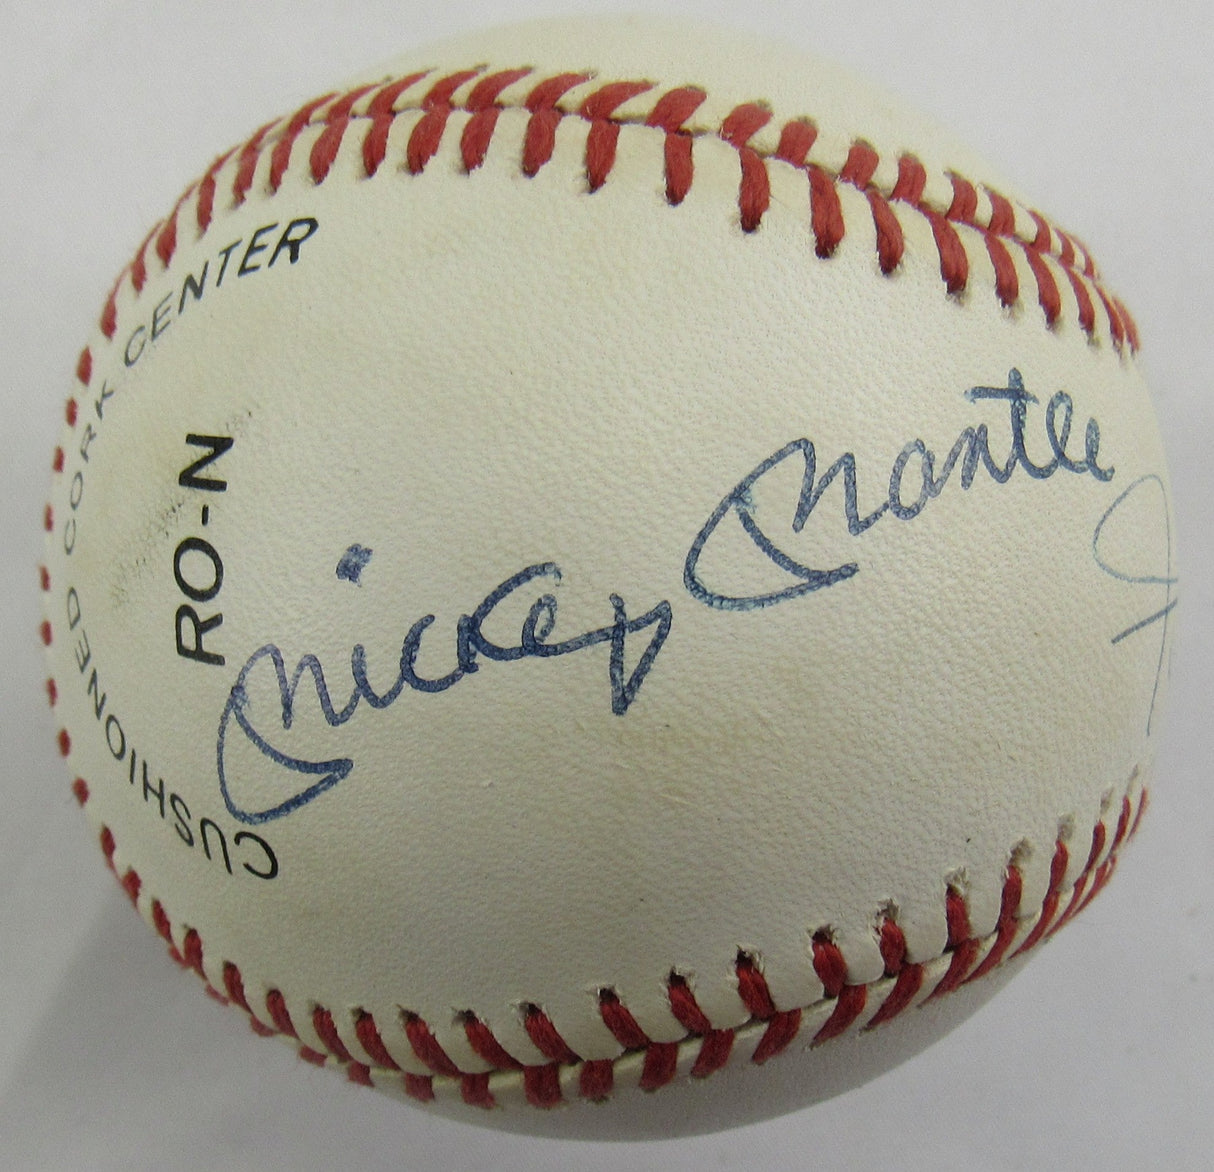 CUSHIONED CORK CENTER
RO-N
Mickey Mantle